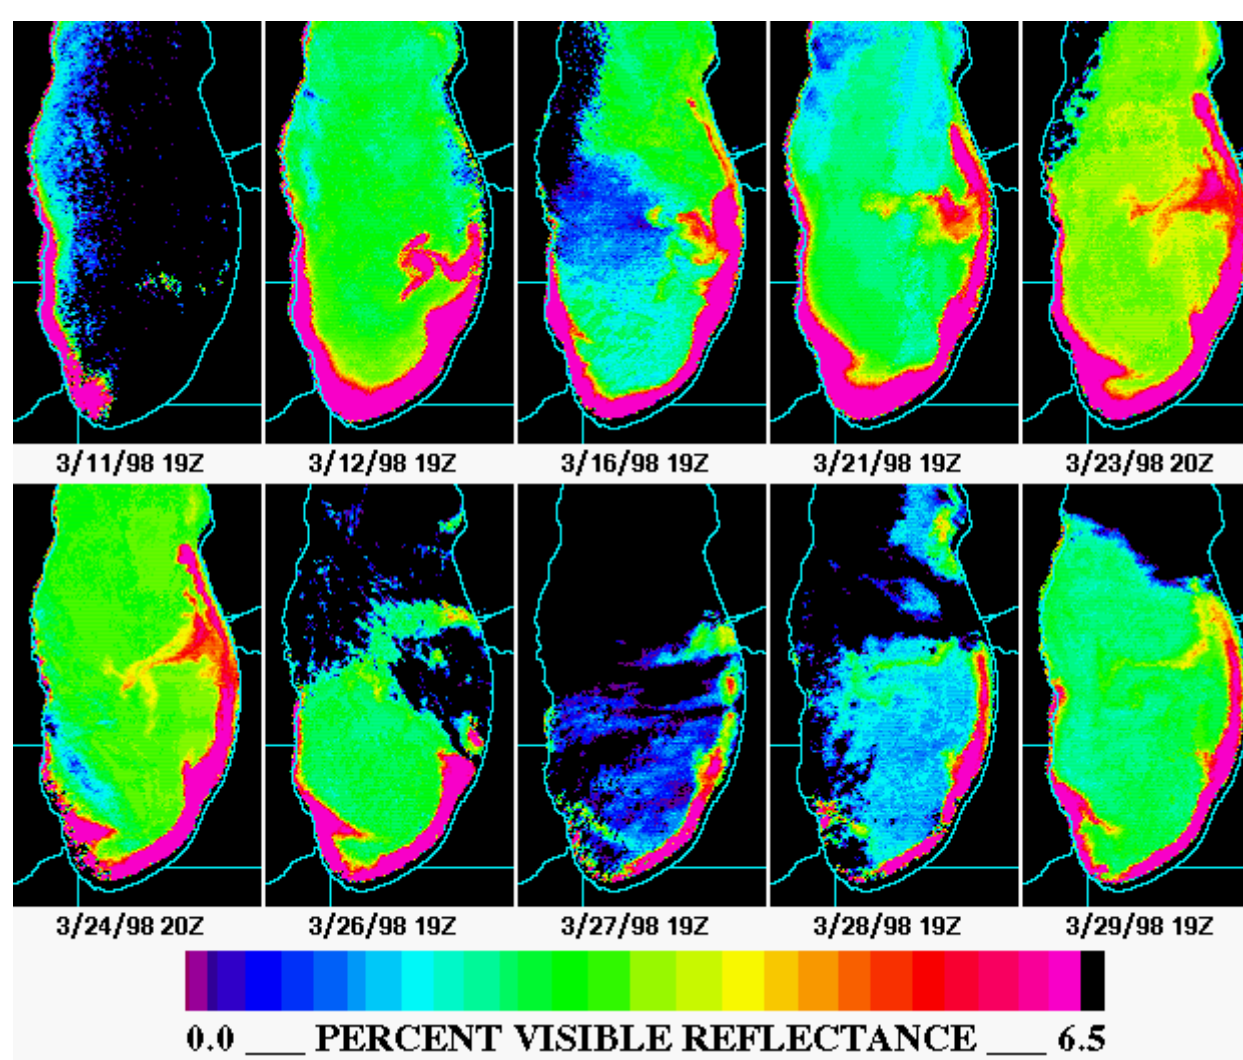 3/11/98 19Z 3/12/98 19Z 3/16/98 19Z 3/21/98 19Z 3/23/98 20Z
3/24/98 20Z 3/26/98 19Z 3/27/98 19Z 3/28/98 19Z 3/29/98 19Z
0.0 ___ PERCENT VISIBLE REFLECTANCE ___ 6.5